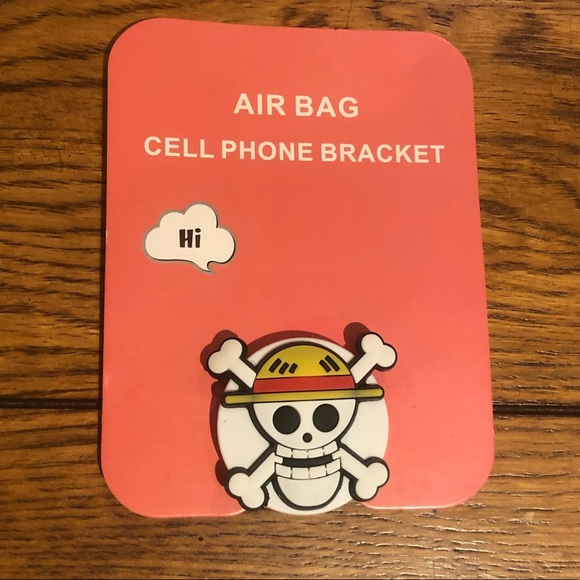 AIR BAG
CELL PHONE BRACKET
Hi